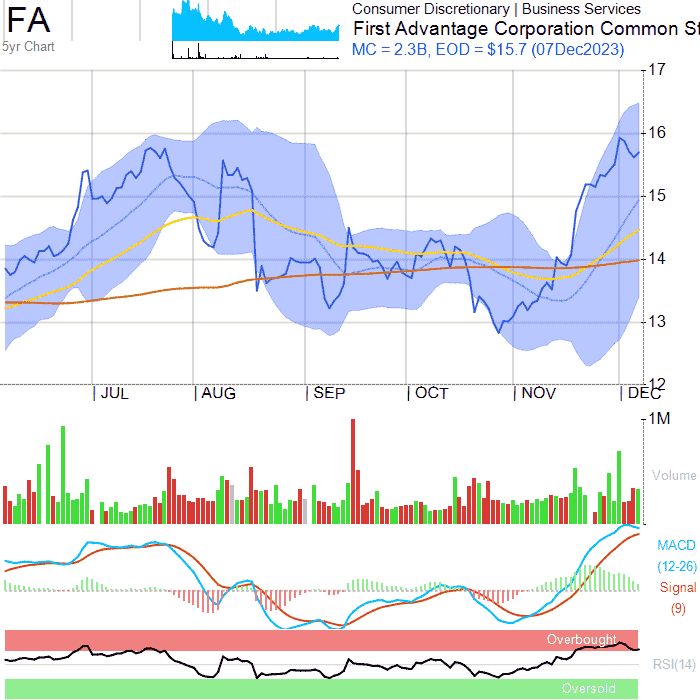 FA
5yr Chart
Consumer Discretionary | Business Services
First Advantage Corporation Common St
MC = 2.3B, EOD = $15.7 (07Dec2023)
17
16
15
14
13
12
JUL AUG SEP OCT NOV DEC
1M
Volume
MACD
(12-26)
Signal
(9)
Overbought
RSI(14)
Oversold